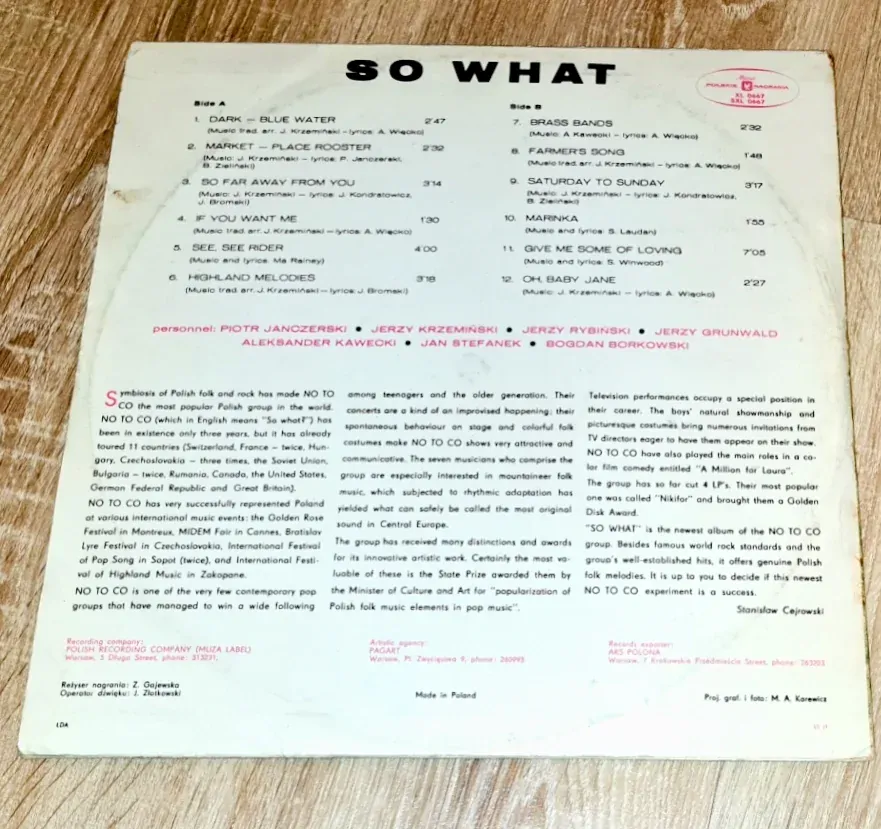 SO WHAT
POLSKIE NAGRANIA
XL 0667
SXL 0667
Side A
1. DARK – BLUE WATER 2'47
(Music trad. arr. J. Krzemiński – lyrics: A. Więcko)
2. MARKET – PLACE ROOSTER 2'32
(Music: J. Krzemiński – lyrics: P. Janczerski,
B. Zieliński)
3. SO FAR AWAY FROM YOU 3'14
(Music: J. Krzemiński – lyrics: J. Kondratowicz,
J. Bromski)
4. IF YOU WANT ME 1'30
(Music trad. arr. J. Krzemiński – lyrics: A. Więcko)
5. SEE, SEE RIDER 4'00
(Music and lyrics: Ma Rainey)
6. HIGHLAND MELODIES 3'18
(Music trad. arr. J. Krzemiński – lyrics: J. Bromski)
Side B
7. BRASS BANDS 2'32
(Music: A. Kawecki – lyrics: A. Więcko)
8. FARMER'S SONG 1'48
(Music trad. arr. J. Krzemiński – lyrics: A. Więcko)
9. SATURDAY TO SUNDAY 3'17
(Music: J. Krzemiński – lyrics: J. Kondratowicz,
B. Zieliński)
10. MARINKA 1'55
(Music and lyrics: S. Laudan)
11. GIVE ME SOME OF LOVING 7'05
(Music and lyrics: S. Winwood)
12. OH, BABY JANE 2'27
(Music: J. Krzemiński – lyrics: A. Więcko)
personnel: PIOTR JANCZERSKI ● JERZY KRZEMIŃSKI ● JERZY RYBIŃSKI ● JERZY GRUNWALD
ALEKSANDER KAWECKI ● JAN STEFANEK ● BOGDAN BORKOWSKI
Symbiosis of Polish folk and rock has made NO TO
CO the most popular Polish group in the world.
NO TO CO (which in English means "So what?") has
been in existence only three years, but it has already
toured 11 countries (Switzerland, France – twice, Hun-
gary, Czechoslovakia – three times, the Soviet Union,
Bulgaria – twice, Rumania, Canada, the United States,
German Federal Republic and Great Britain).
NO TO CO has very successfully represented Poland
at various international music events: the Golden Rose
Festival in Montreux, MIDEM Fair in Cannes, Bratislav
Lyre Festival in Czechoslovakia, International Festival
of Pop Song in Sopot (twice), and International Festi-
val of Highland Music in Zakopane.
NO TO CO is one of the very few contemporary pop
groups that have managed to win a wide following
among teenagers and the older generation. Their
concerts are a kind of an improvised happening; their
spontaneous behaviour on stage and colorful folk
costumes make NO TO CO shows very attractive and
communicative. The seven musicians who comprise the
group are especially interested in mountaineer folk
music, which subjected to rhythmic adaptation has
yielded what can safely be called the most original
sound in Central Europe.
The group has received many distinctions and awards
for its innovative artistic work. Certainly the most va-
luable of these is the State Prize awarded them by
the Minister of Culture and Art for "popularization of
Polish folk music elements in pop music".
Television performances occupy a special position in
their career. The boys' natural showmanship and
picturesque costumes bring numerous invitations from
TV directors eager to have them appear on their show.
NO TO CO have also played the main roles in a co-
lor film comedy entitled "A Million for Laura".
The group has so far cut 4 LP's. Their most popular
one was called "Nikifor" and brought them a Golden
Disk Award.
"SO WHAT" is the newest album of the NO TO CO
group. Besides famous world rock standards and the
group's well-established hits, it offers genuine Polish
folk melodies. It is up to you to decide if this newest
NO TO CO experiment is a success.
Stanisław Cejrowski
Recording company:
POLISH RECORDING COMPANY (MUZA LABEL)
Warsaw, 5 Długa Street, phone: 313031,
Artistic agency:
PAGART
Warsaw, Pl. Zwycięstwa 9, phone: 260995
Records exporter:
ARS POLONA
Warsaw, 7 Krakowskie Przedmieście Street, phone: 263203
Reżyser nagrania: Z. Gajewska
Operator dźwięku: J. Złotkowski
Made in Poland
Proj. graf. i foto: M. A. Karewicz
LDA